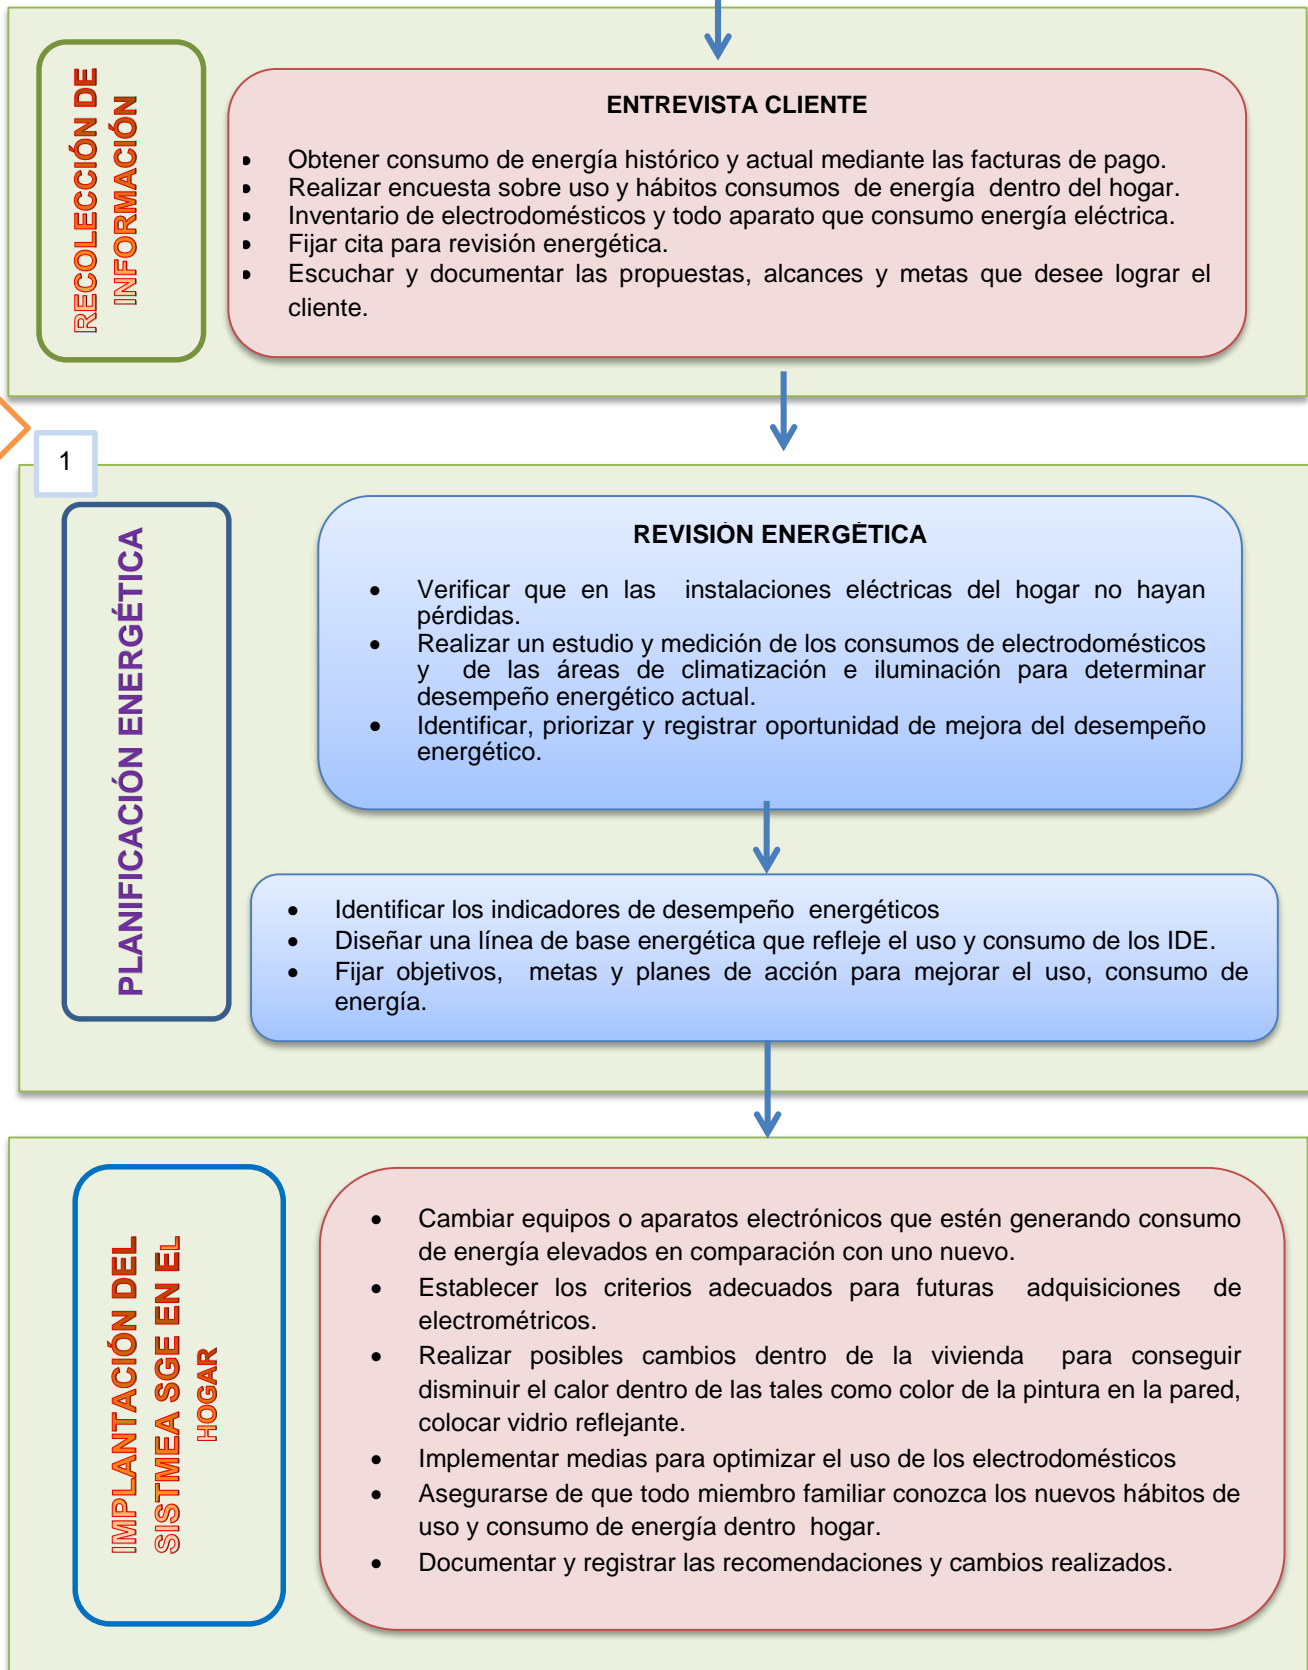 RECOLECCIÓN DE
INFORMACIÓN
ENTREVISTA CLIENTE
• Obtener consumo de energía histórico y actual mediante las facturas de pago.
• Realizar encuesta sobre uso y hábitos consumos de energía dentro del hogar.
• Inventario de electrodomésticos y todo aparato que consumo energía eléctrica.
• Fijar cita para revisión energética.
• Escuchar y documentar las propuestas, alcances y metas que desee lograr el
cliente.
1
PLANIFICACIÓN ENERGÉTICA
REVISIÓN ENERGÉTICA
• Verificar que en las instalaciones eléctricas del hogar no hayan
pérdidas.
• Realizar un estudio y medición de los consumos de electrodomésticos
y de las áreas de climatización e iluminación para determinar
desempeño energético actual.
• Identificar, priorizar y registrar oportunidad de mejora del desempeño
energético.
• Identificar los indicadores de desempeño energéticos
• Diseñar una línea de base energética que refleje el uso y consumo de los IDE.
• Fijar objetivos, metas y planes de acción para mejorar el uso, consumo de
energía.
IMPLANTACIÓN DEL
SISTMEA SGE EN EL
HOGAR
• Cambiar equipos o aparatos electrónicos que estén generando consumo
de energía elevados en comparación con uno nuevo.
• Establecer los criterios adecuados para futuras adquisiciones de
electrométricos.
• Realizar posibles cambios dentro de la vivienda para conseguir
disminuir el calor dentro de las tales como color de la pintura en la pared,
colocar vidrio reflejante.
• Implementar medias para optimizar el uso de los electrodomésticos
• Asegurarse de que todo miembro familiar conozca los nuevos hábitos de
uso y consumo de energía dentro hogar.
• Documentar y registrar las recomendaciones y cambios realizados.